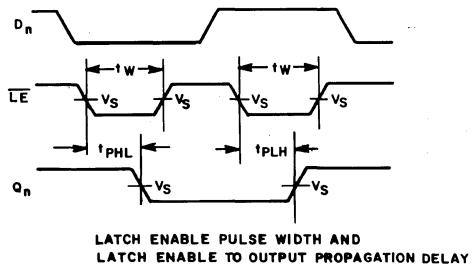 Dn
tW tW
LE VS VS VS VS
tPHL tPLH
Qn VS VS
LATCH ENABLE PULSE WIDTH AND
LATCH ENABLE TO OUTPUT PROPAGATION DELAY